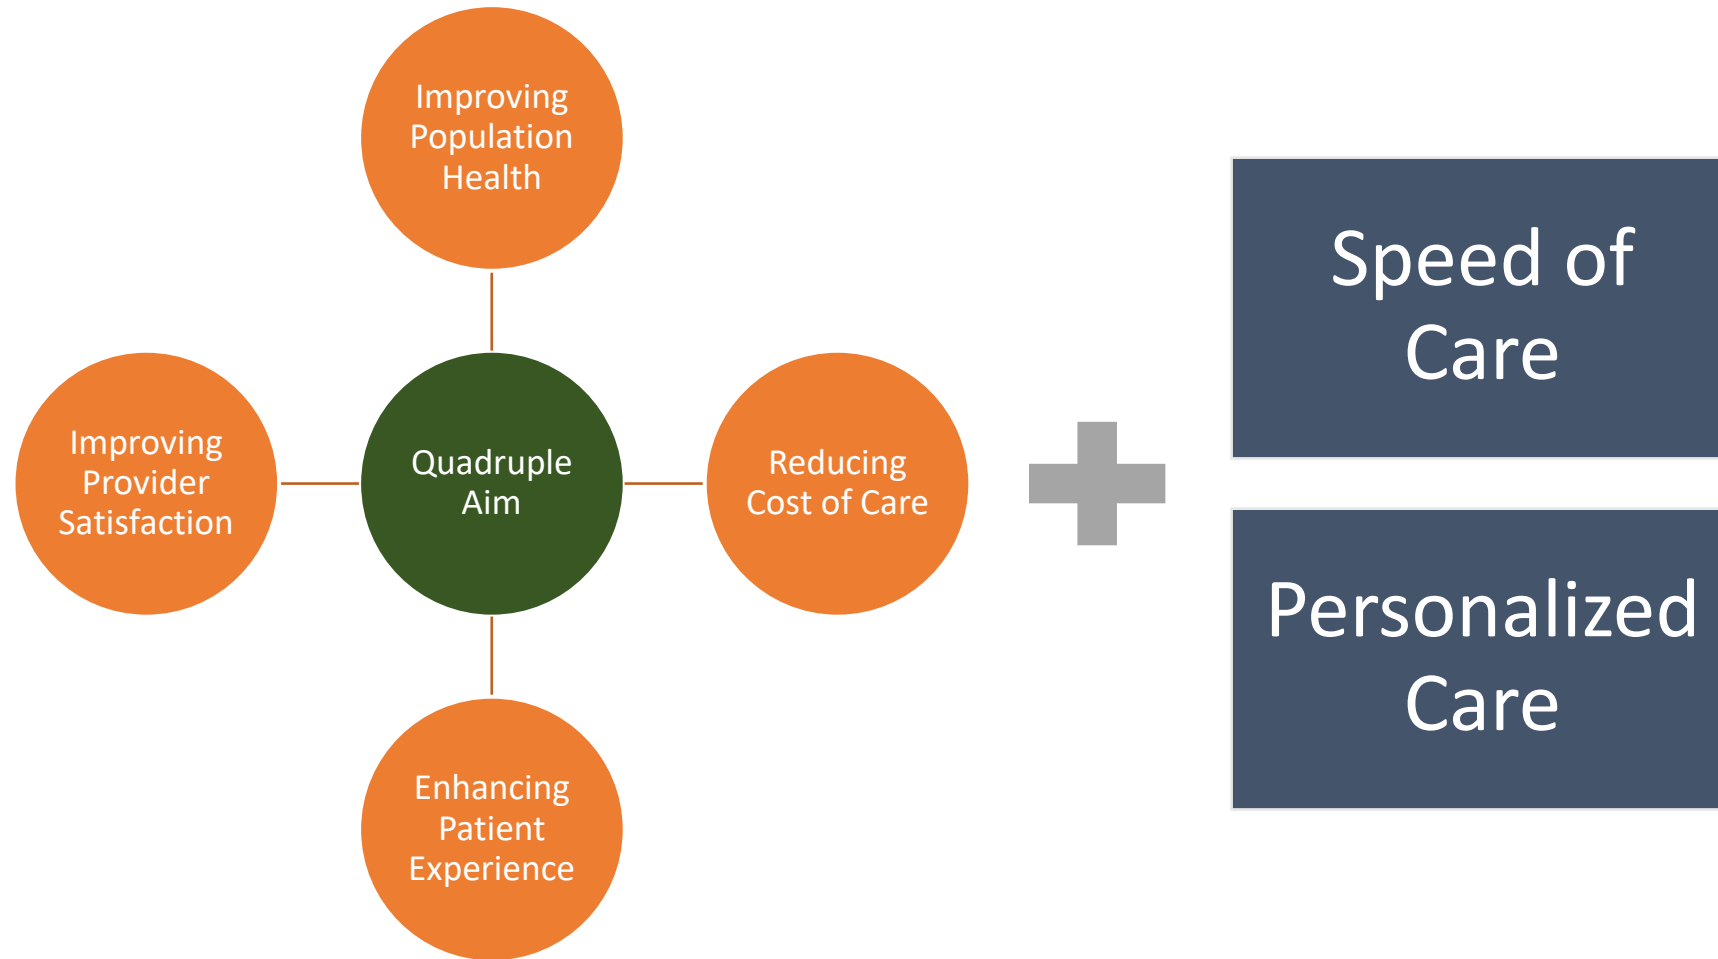 Improving
Population
Health
Improving
Provider
Satisfaction
Quadruple
Aim
Reducing
Cost of Care
Enhancing
Patient
Experience
Speed of
Care
Personalized
Care